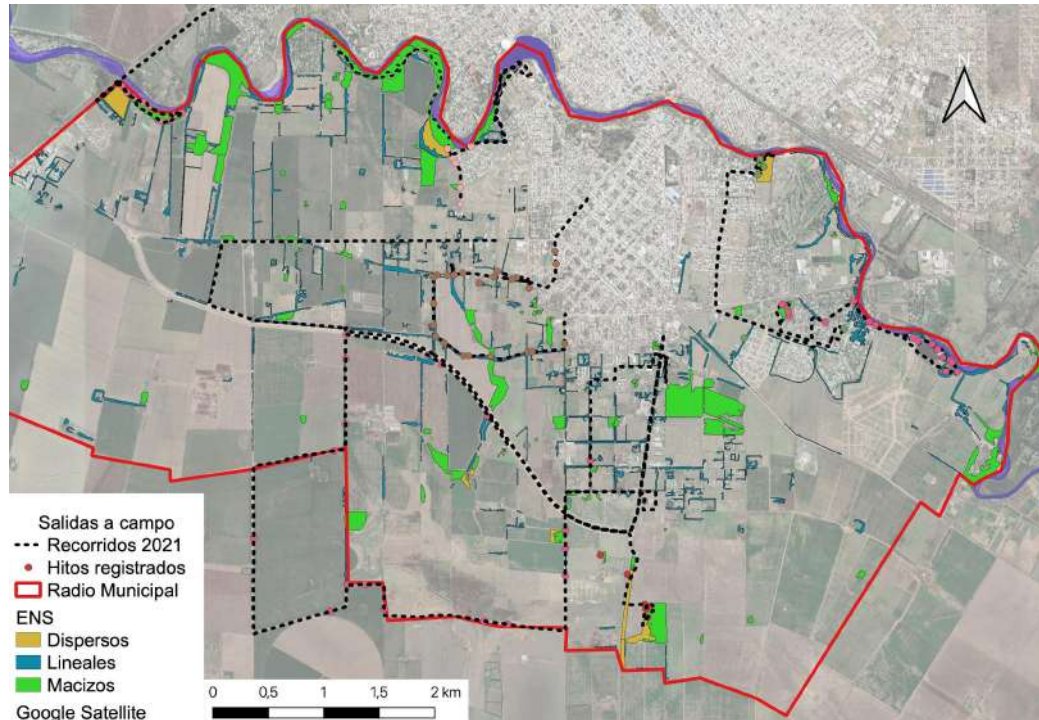 N
Salidas a campo
Recorridos 2021
Hitos registrados
Radio Municipal
ENS
Dispersos
Lineales
Macizos
Google Satellite
0 0,5 1 1,5 2 km